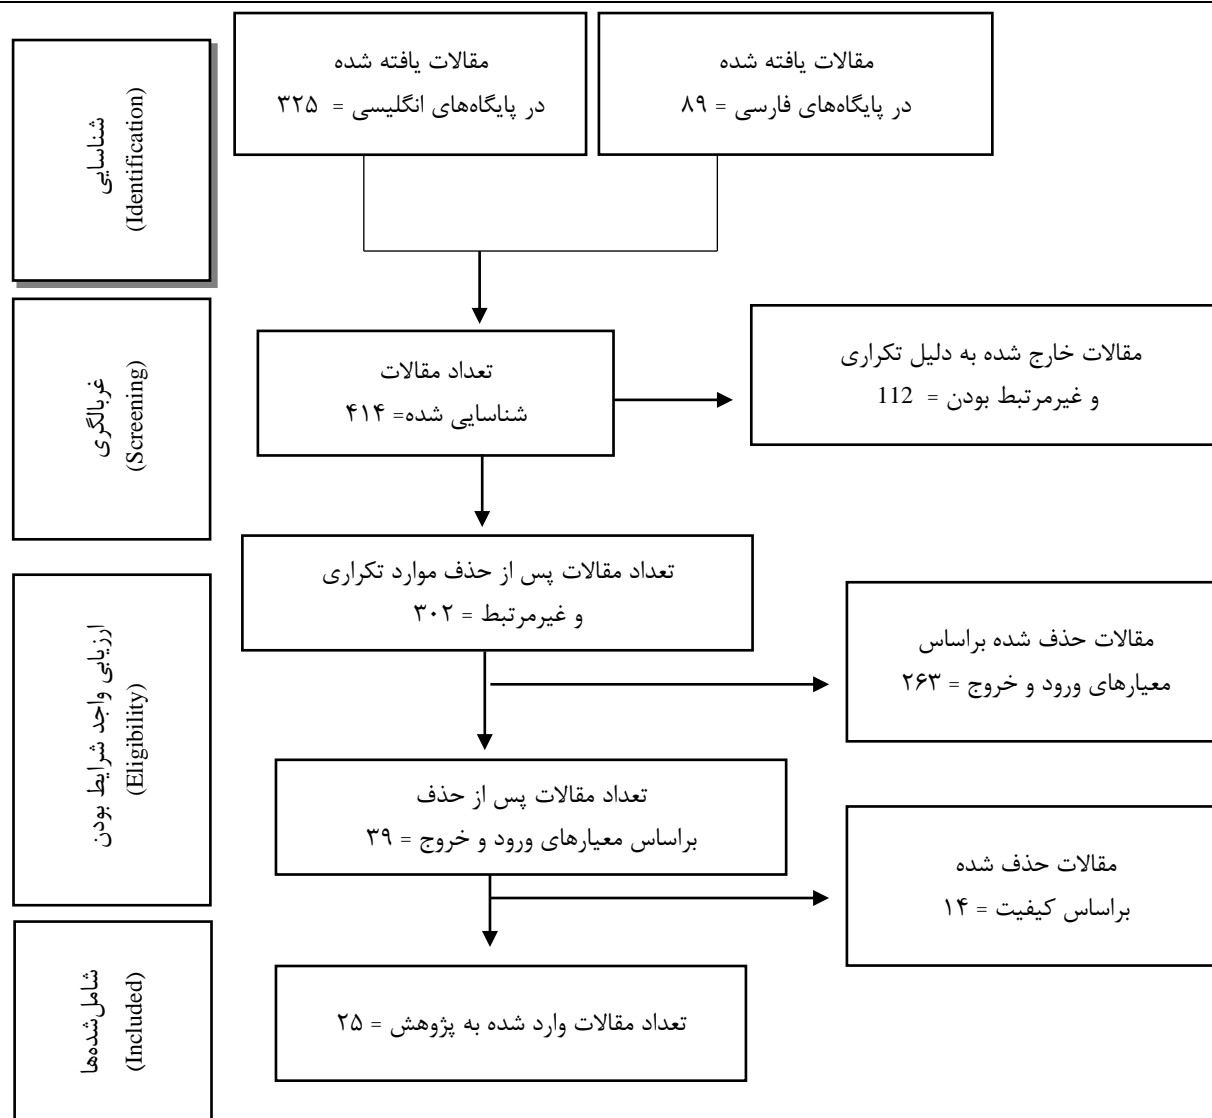 مقالات یافته شده
در پایگاه‌های فارسی = ۸۹
مقالات یافته شده
در پایگاه‌های انگلیسی = ۳۲۵
شناسایی
(Identification)
تعداد مقالات
شناسایی شده= ۴۱۴
مقالات خارج شده به دلیل تکراری
و غیرمرتبط بودن = 112
غربالگری
(Screening)
تعداد مقالات پس از حذف موارد تکراری
و غیرمرتبط = ۳۰۲
مقالات حذف شده براساس
معیارهای ورود و خروج = ۲۶۳
ارزیابی واجد شرایط بودن
(Eligibility)
تعداد مقالات پس از حذف
براساس معیارهای ورود و خروج = ۳۹
مقالات حذف شده
براساس کیفیت = ۱۴
تعداد مقالات وارد شده به پژوهش = ۲۵
شامل‌شده‌ها
(Included)